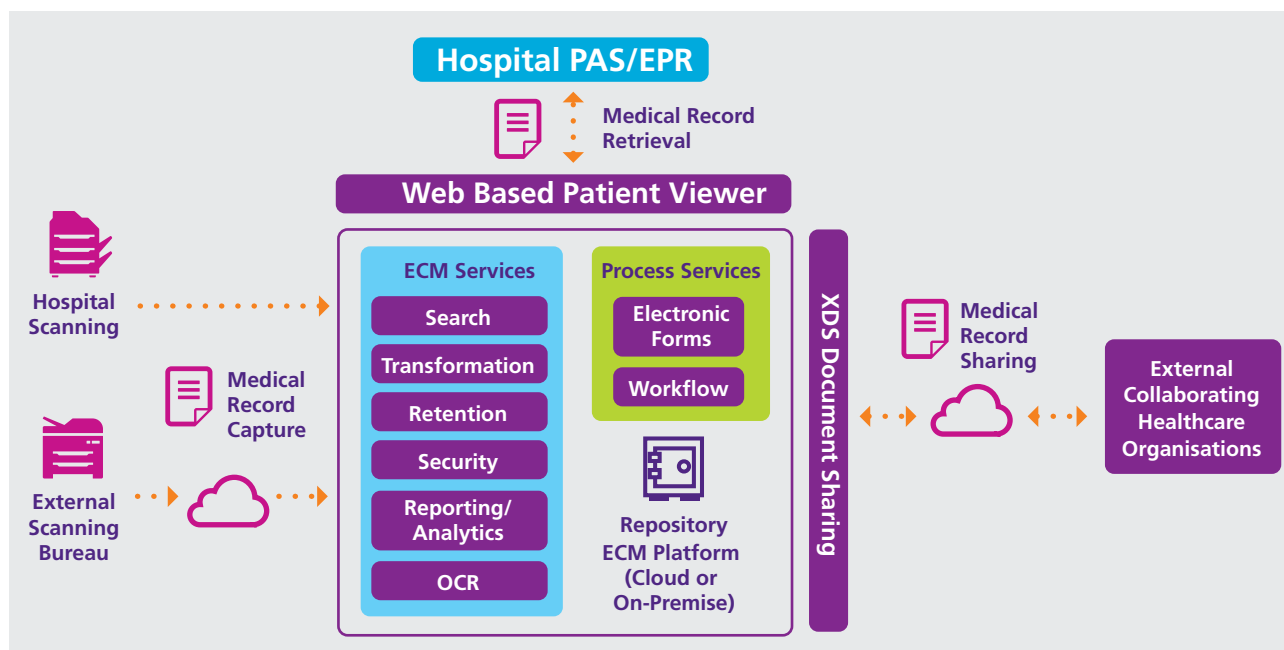 Hospital PAS/EPR
Medical Record
Retrieval
Web Based Patient Viewer
Hospital
Scanning
Medical
Record
Capture
External
Scanning
Bureau
ECM Services
Search
Transformation
Retention
Security
Reporting/
Analytics
OCR
Process Services
Electronic
Forms
Workflow
Repository
ECM Platform
(Cloud or
On-Premise)
XDS Document Sharing
Medical
Record
Sharing
External
Collaborating
Healthcare
Organisations